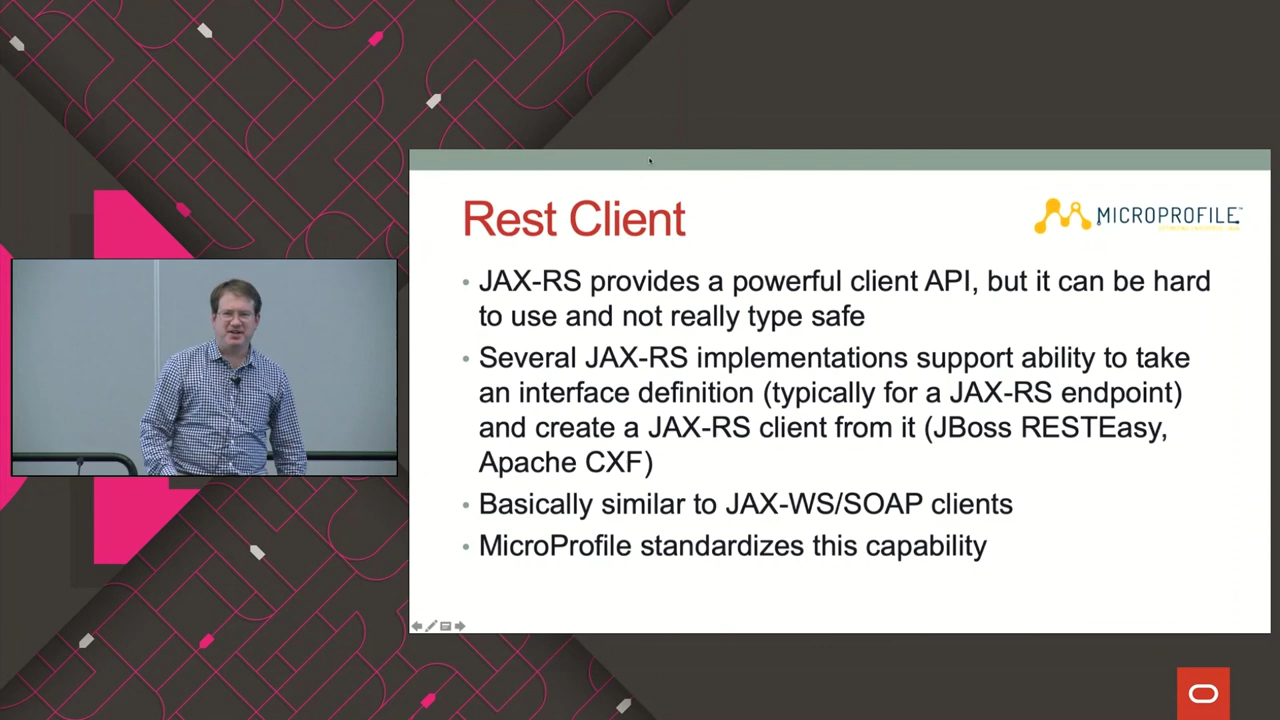 Rest Client
MICROPROFILE™
• JAX-RS provides a powerful client API, but it can be hard
to use and not really type safe
• Several JAX-RS implementations support ability to take
an interface definition (typically for a JAX-RS endpoint)
and create a JAX-RS client from it (JBoss RESTEasy,
Apache CXF)
• Basically similar to JAX-WS/SOAP clients
• MicroProfile standardizes this capability